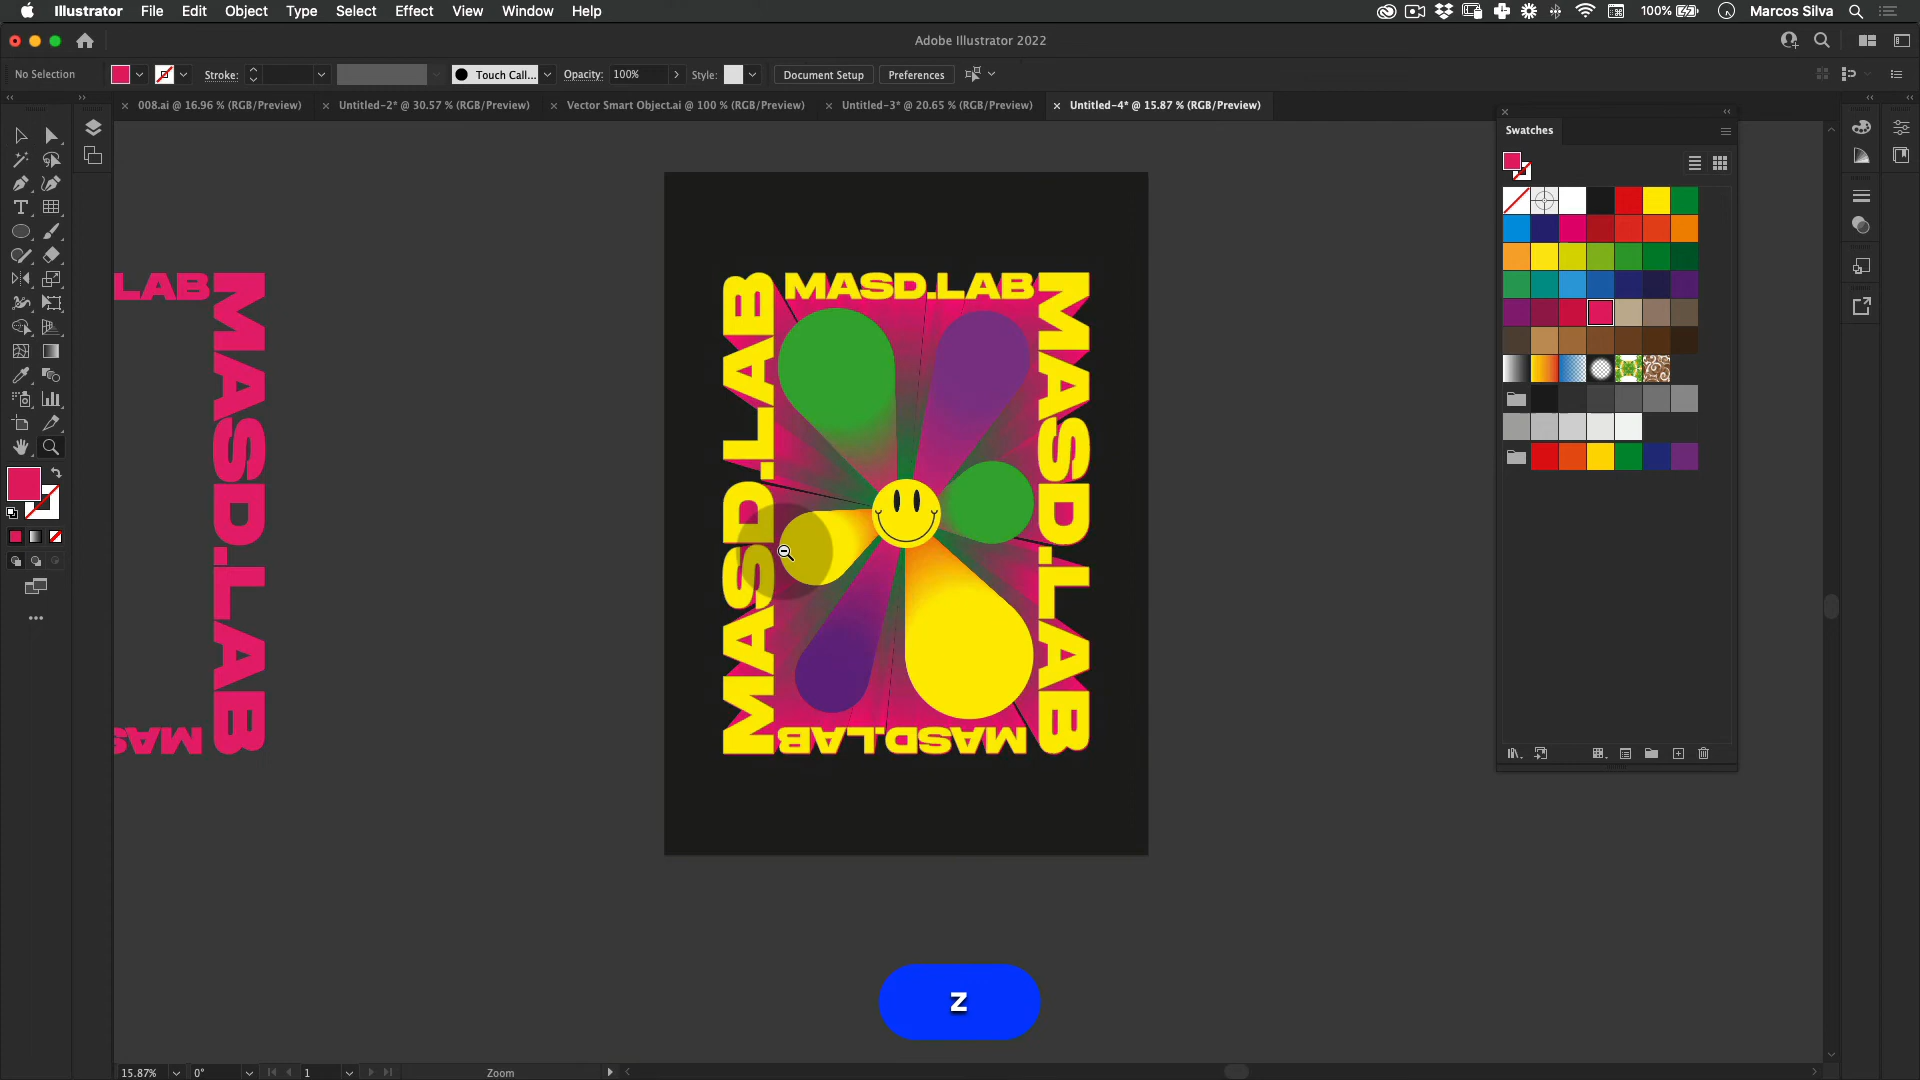 Illustrator File Edit Object Type Select Effect View Window Help
100% Marcos Silva
Adobe Illustrator 2022
No Selection Stroke: Touch Call... Opacity: 100% Style: Document Setup Preferences
008.ai @ 16.96 % (RGB/Preview) Untitled-2* @ 30.57 % (RGB/Preview) Vector Smart Object.ai @ 100 % (RGB/Preview) Untitled-3* @ 20.65 % (RGB/Preview) Untitled-4* @ 15.87 % (RGB/Preview)
Swatches
LAB
MASD.LAB
MAS
MASD.LAB
MASD.LAB
MASD.LAB
MASD.LAB
z
15.87% 0° 1 Zoom